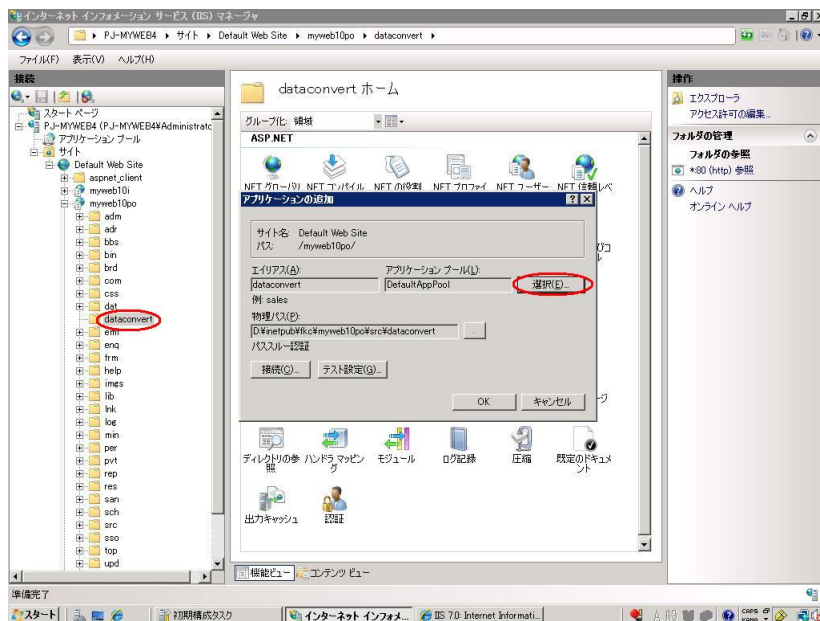 インターネット インフォメーション サービス (IIS) マネージャ
PJ-MYWEB4 サイト Default Web Site myweb10po dataconvert
ファイル(F) 表示(V) ヘルプ(H)
接続
スタート ページ
PJ-MYWEB4 (PJ-MYWEB4¥Administratc
アプリケーション プール
サイト
Default Web Site
aspnet_client
myweb10i
myweb10po
adm
adr
bbs
bin
brd
com
css
dat
dataconvert
eml
enq
frm
help
imgs
lib
lnk
log
min
per
pvt
rep
res
san
sch
src
sso
top
upd
dataconvert ホーム
グループ化: 領域
ASP.NET
アプリケーションの追加
サイト名: Default Web Site
パス: /myweb10po/
エイリアス(A):
アプリケーション プール(L):
dataconvert
DefaultAppPool
選択(E)...
例: sales
物理パス(P):
D:¥inetpub¥fkc¥myweb10po¥src¥dataconvert
...
パススルー認証
接続(C)...
テスト設定(G)...
OK
キャンセル
ディレクトリの参照
ハンドラ マッピング
モジュール
ログ記録
圧縮
既定のドキュメント
出力キャッシュ
認証
機能ビュー
コンテンツ ビュー
操作
エクスプローラ
アクセス許可の編集...
フォルダの管理
フォルダの参照
*:80 (http) 参照
ヘルプ
オンライン ヘルプ
準備完了
スタート
初期構成タスク
インターネット インフォメ...
IIS 7.0: Internet Informati...
A 般
CAPS
KANA